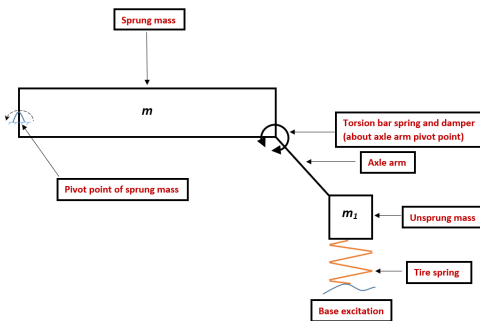 Sprung mass
m
Torsion bar spring and damper
(about axle arm pivot point)
Axle arm
Pivot point of sprung mass
m1
Unsprung mass
Tire spring
Base excitation